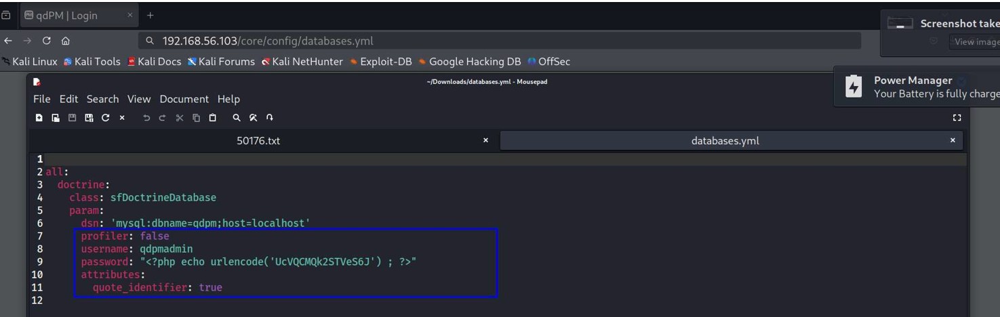 qdPM | Login
Screenshot take
View image
192.168.56.103/core/config/databases.yml
Kali Linux Kali Tools Kali Docs Kali Forums Kali NetHunter Exploit-DB Google Hacking DB OffSec
Power Manager
Your Battery is fully charge
~/Downloads/databases.yml - Mousepad
File Edit Search View Document Help
50176.txt
databases.yml
1
2 all:
3 doctrine:
4 class: sfDoctrineDatabase
5 param:
6 dsn: 'mysql:dbname=qdpm;host=localhost'
7 profiler: false
8 username: qdpmadmin
9 password: "<?php echo urlencode('UcVQCMQk2STVeS6J') ; ?>"
10 attributes:
11 quote_identifier: true
12